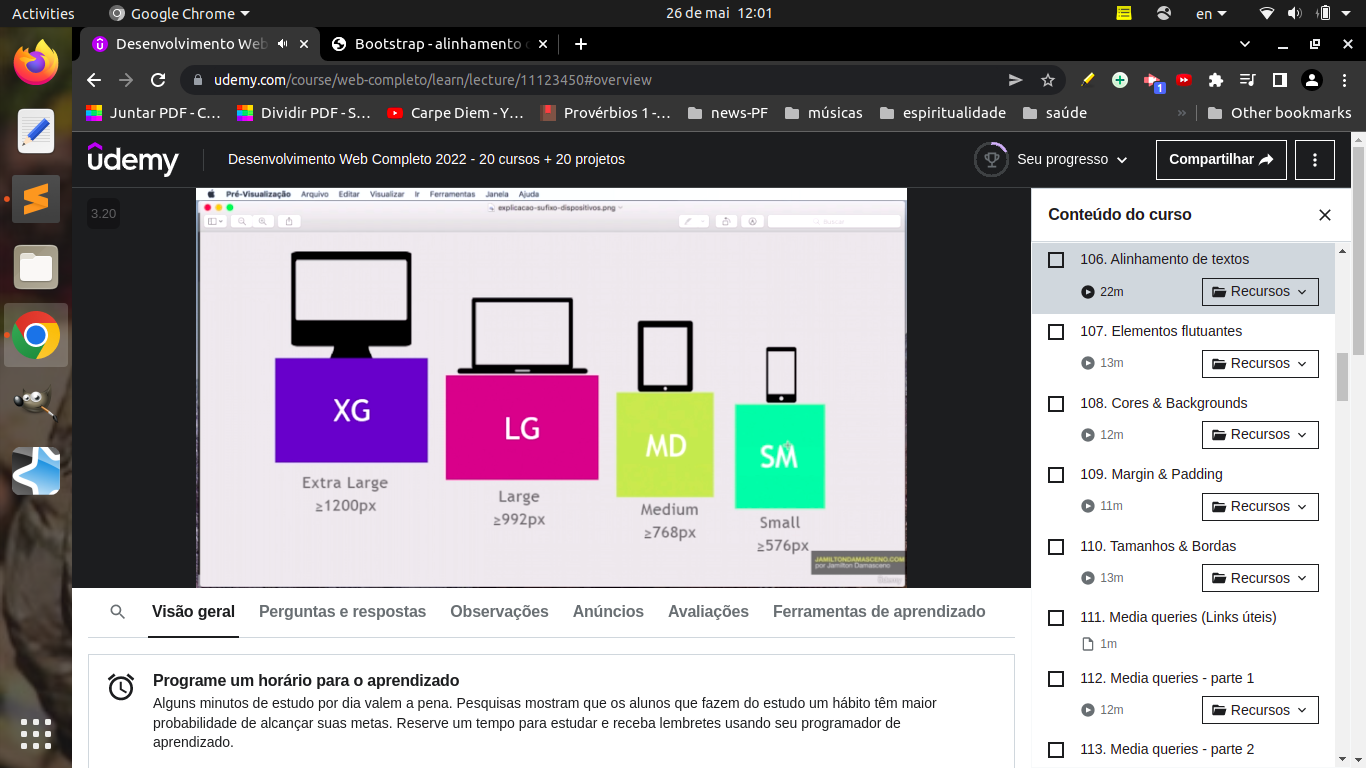 Activities
Google Chrome
26 de mai 12:01
en
Desenvolvimento Web
Bootstrap - alinhamento
udemy.com/course/web-completo/learn/lecture/11123450#overview
1
Juntar PDF - C…
Dividir PDF - S…
Carpe Diem - Y…
Provérbios 1 -…
news-PF
músicas
espiritualidade
saúde
»
Other bookmarks
udemy
Desenvolvimento Web Completo 2022 - 20 cursos + 20 projetos
Seu progresso
Compartilhar
3.20
Pré-Visualização Arquivo Editar Visualizar Ir Ferramentas Janela Ajuda
explicacao-sufixo-dispositivos.png
Buscar
XG
LG
MD
SM
Extra Large
≥1200px
Large
≥992px
Medium
≥768px
Small
≥576px
JAMILTONDAMASCENO.COM
por Jamilton Damasceno
Udemy
Conteúdo do curso
106. Alinhamento de textos
22m
Recursos
107. Elementos flutuantes
13m
Recursos
108. Cores & Backgrounds
12m
Recursos
109. Margin & Padding
11m
Recursos
110. Tamanhos & Bordas
13m
Recursos
111. Media queries (Links úteis)
1m
112. Media queries - parte 1
12m
Recursos
113. Media queries - parte 2
Visão geral
Perguntas e respostas
Observações
Anúncios
Avaliações
Ferramentas de aprendizado
Programe um horário para o aprendizado
Alguns minutos de estudo por dia valem a pena. Pesquisas mostram que os alunos que fazem do estudo um hábito têm maior
probabilidade de alcançar suas metas. Reserve um tempo para estudar e receba lembretes usando seu programador de
aprendizado.